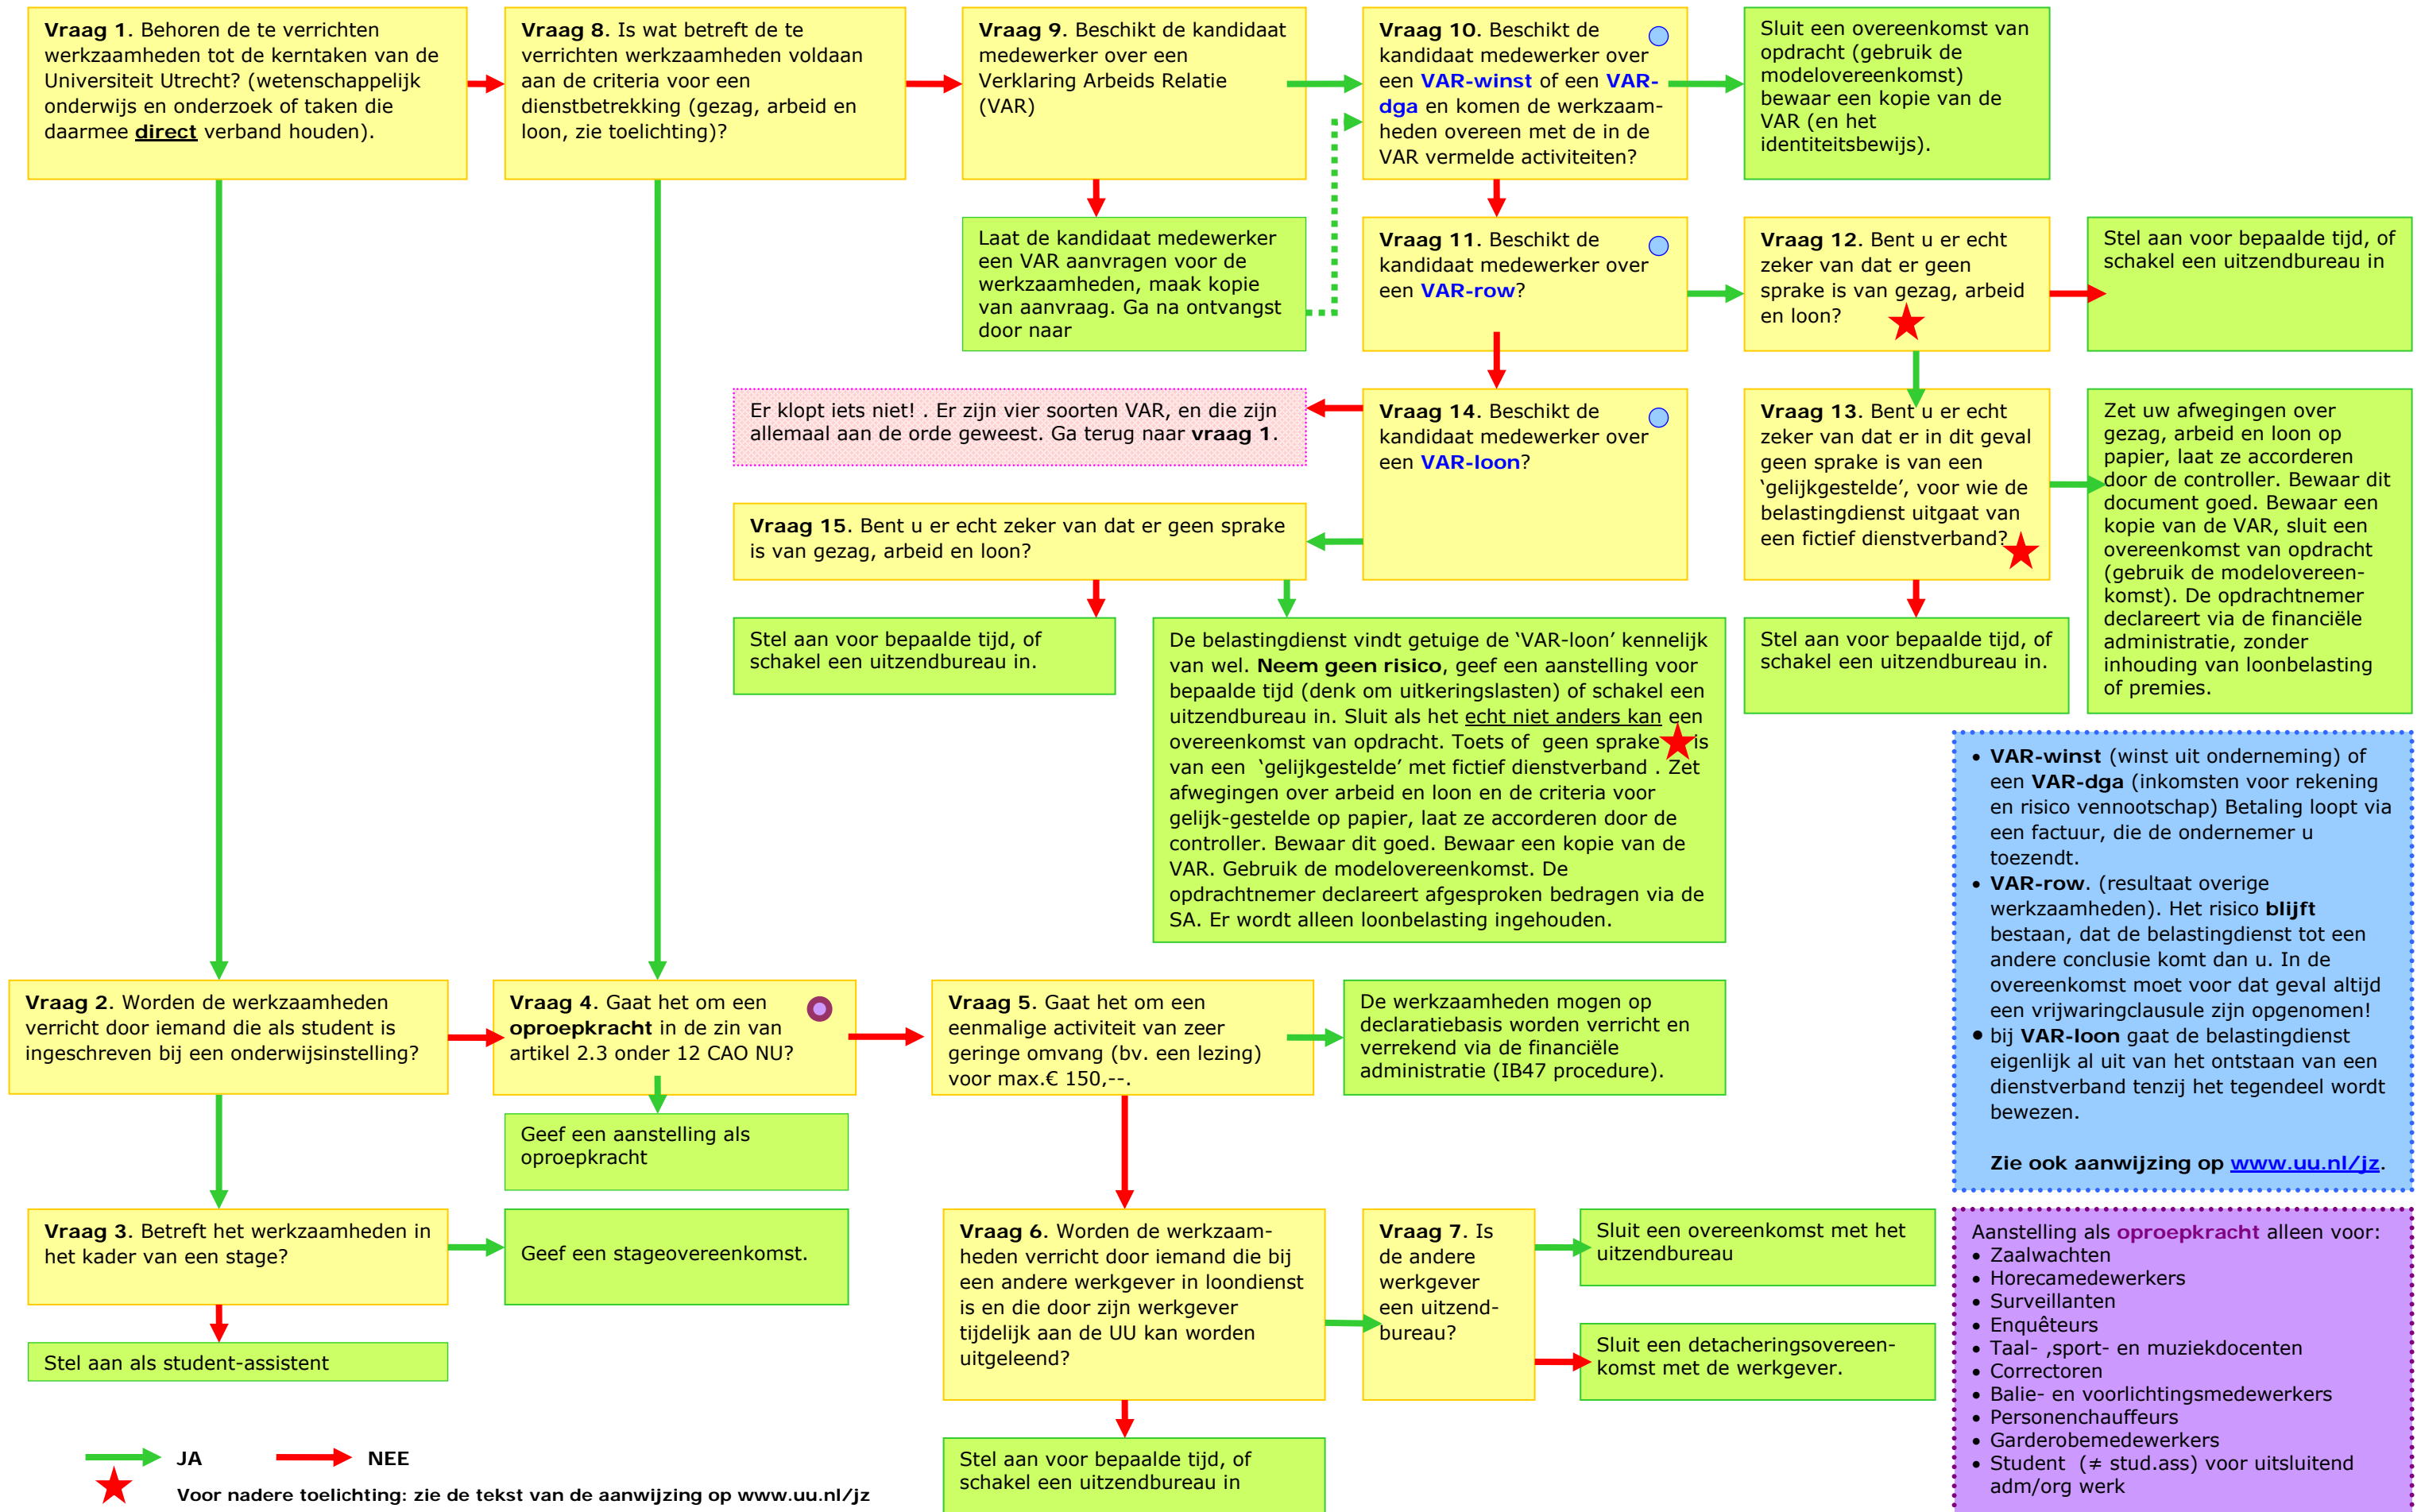 Vraag 1. Behoren de te verrichten
werkzaamheden tot de kerntaken van de
Universiteit Utrecht? (wetenschappelijk
onderwijs en onderzoek of taken die
daarmee direct verband houden).
Vraag 8. Is wat betreft de te
verrichten werkzaamheden voldaan
aan de criteria voor een
dienstbetrekking (gezag, arbeid en
loon, zie toelichting)?
Vraag 9. Beschikt de kandidaat
medewerker over een
Verklaring Arbeids Relatie
(VAR)
Vraag 10. Beschikt de
kandidaat medewerker over
een VAR-winst of een VAR-
dga en komen de werkzaam-
heden overeen met de in de
VAR vermelde activiteiten?
Sluit een overeenkomst van
opdracht (gebruik de
modelovereenkomst)
bewaar een kopie van de
VAR (en het
identiteitsbewijs).
Laat de kandidaat medewerker
een VAR aanvragen voor de
werkzaamheden, maak kopie
van aanvraag. Ga na ontvangst
door naar
Vraag 11. Beschikt de
kandidaat medewerker over
een VAR-row?
Vraag 12. Bent u er echt
zeker van dat er geen
sprake is van gezag, arbeid
en loon?
Stel aan voor bepaalde tijd, of
schakel een uitzendbureau in
Er klopt iets niet! . Er zijn vier soorten VAR, en die zijn
allemaal aan de orde geweest. Ga terug naar vraag 1.
Vraag 14. Beschikt de
kandidaat medewerker over
een VAR-loon?
Vraag 13. Bent u er echt
zeker van dat er in dit geval
geen sprake is van een
‘gelijkgestelde’, voor wie de
belastingdienst uitgaat van
een fictief dienstverband?
Zet uw afwegingen over
gezag, arbeid en loon op
papier, laat ze accorderen
door de controller. Bewaar dit
document goed. Bewaar een
kopie van de VAR, sluit een
overeenkomst van opdracht
(gebruik de modelovereen-
komst). De opdrachtnemer
declareert via de financiële
administratie, zonder
inhouding van loonbelasting
of premies.
Vraag 15. Bent u er echt zeker van dat er geen sprake
is van gezag, arbeid en loon?
Stel aan voor bepaalde tijd, of
schakel een uitzendbureau in.
De belastingdienst vindt getuige de ‘VAR-loon’ kennelijk
van wel. Neem geen risico, geef een aanstelling voor
bepaalde tijd (denk om uitkeringslasten) of schakel een
uitzendbureau in. Sluit als het echt niet anders kan een
overeenkomst van opdracht. Toets of  geen sprake is
van een  ‘gelijkgestelde’ met fictief dienstverband . Zet
afwegingen over arbeid en loon en de criteria voor
gelijk-gestelde op papier, laat ze accorderen door de
controller. Bewaar dit goed. Bewaar een kopie van de
VAR. Gebruik de modelovereenkomst. De
opdrachtnemer declareert afgesproken bedragen via de
SA. Er wordt alleen loonbelasting ingehouden.
Stel aan voor bepaalde tijd, of
schakel een uitzendbureau in.
• VAR-winst (winst uit onderneming) of
een VAR-dga (inkomsten voor rekening
en risico vennootschap) Betaling loopt via
een factuur, die de ondernemer u
toezendt.
• VAR-row. (resultaat overige
werkzaamheden). Het risico blijft
bestaan, dat de belastingdienst tot een
andere conclusie komt dan u. In de
overeenkomst moet voor dat geval altijd
een vrijwaringclausule zijn opgenomen!
• bij VAR-loon gaat de belastingdienst
eigenlijk al uit van het ontstaan van een
dienstverband tenzij het tegendeel wordt
bewezen.
Zie ook aanwijzing op www.uu.nl/jz.
Vraag 2. Worden de werkzaamheden
verricht door iemand die als student is
ingeschreven bij een onderwijsinstelling?
Vraag 4. Gaat het om een
oproepkracht in de zin van
artikel 2.3 onder 12 CAO NU?
Vraag 5. Gaat het om een
eenmalige activiteit van zeer
geringe omvang (bv. een lezing)
voor max.€ 150,--.
De werkzaamheden mogen op
declaratiebasis worden verricht en
verrekend via de financiële
administratie (IB47 procedure).
Geef een aanstelling als
oproepkracht
Vraag 3. Betreft het werkzaamheden in
het kader van een stage?
Geef een stageovereenkomst.
Stel aan als student-assistent
Vraag 6. Worden de werkzaam-
heden verricht door iemand die bij
een andere werkgever in loondienst
is en die door zijn werkgever
tijdelijk aan de UU kan worden
uitgeleend?
Vraag 7. Is
de andere
werkgever
een uitzend-
bureau?
Sluit een overeenkomst met het
uitzendbureau
Sluit een detacheringsovereen-
komst met de werkgever.
Stel aan voor bepaalde tijd, of
schakel een uitzendbureau in
Aanstelling als oproepkracht alleen voor:
• Zaalwachten
• Horecamedewerkers
• Surveillanten
• Enquêteurs
• Taal- ,sport- en muziekdocenten
• Correctoren
• Balie- en voorlichtingsmedewerkers
• Personenchauffeurs
• Garderobemedewerkers
• Student  (≠ stud.ass) voor uitsluitend
adm/org werk
JA NEE
Voor nadere toelichting: zie de tekst van de aanwijzing op www.uu.nl/jz